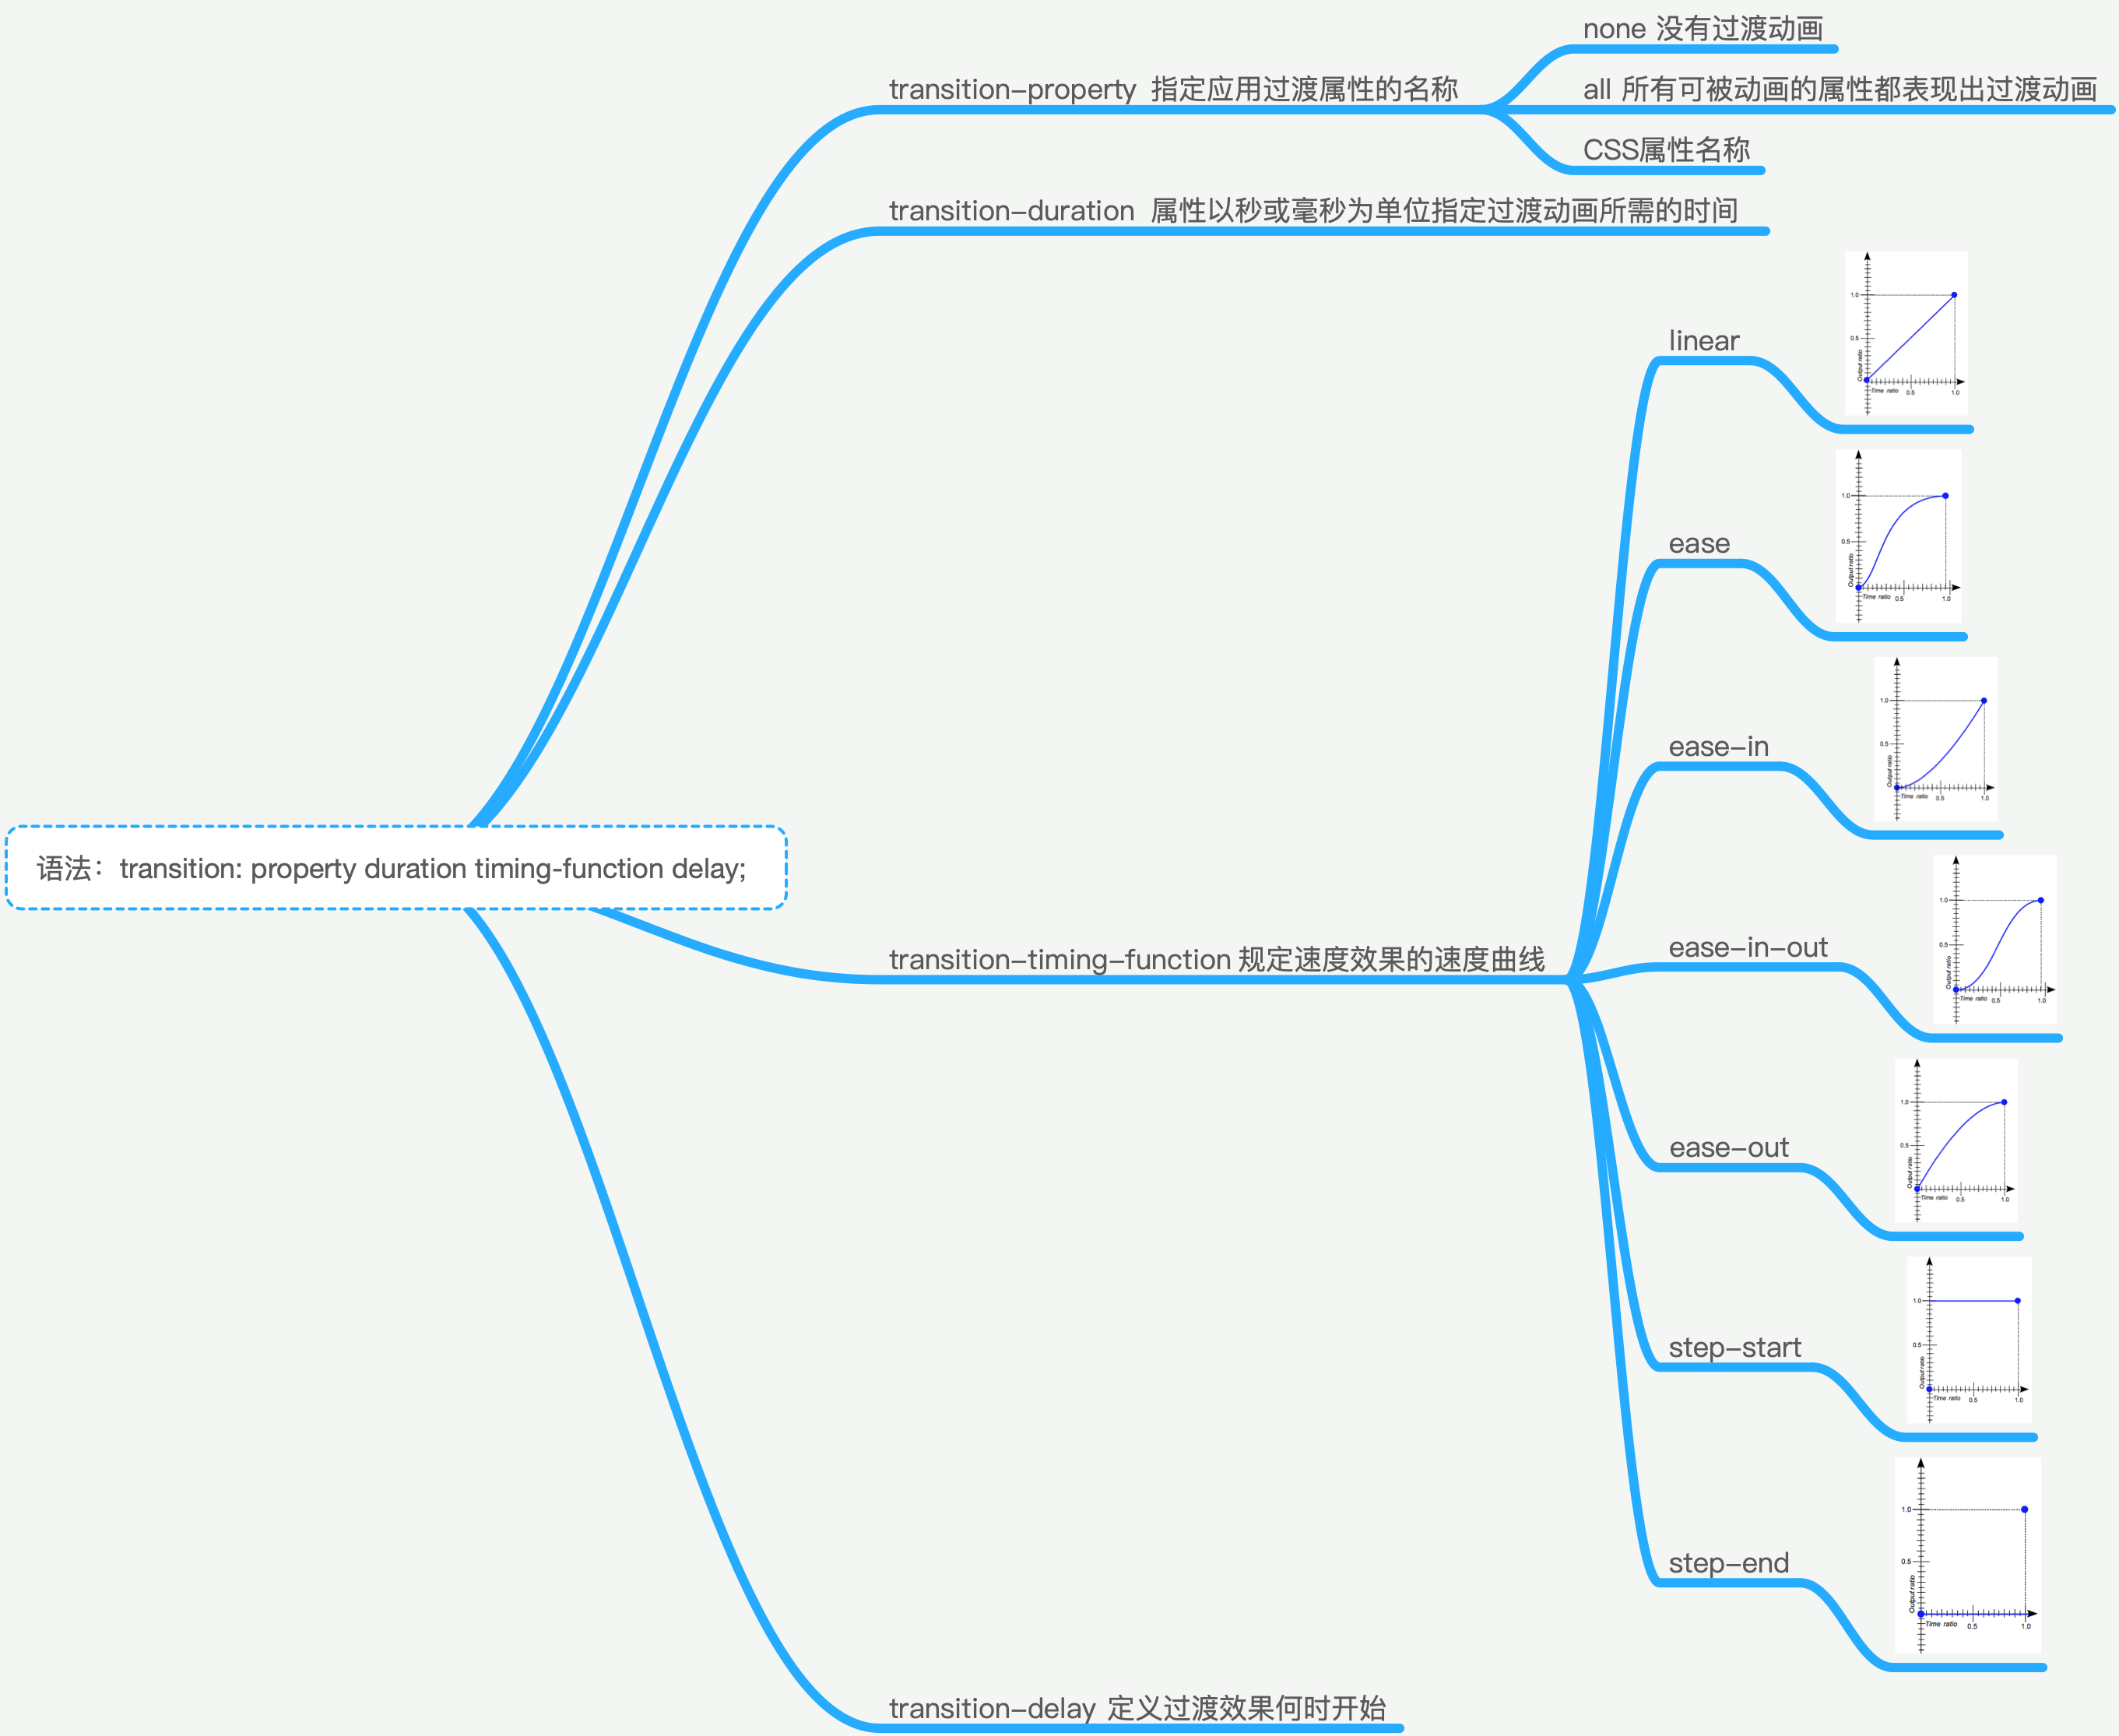 none 没有过渡动画
transition-property 指定应用过渡属性的名称
all 所有可被动画的属性都表现出过渡动画
CSS属性名称
transition-duration 属性以秒或毫秒为单位指定过渡动画所需的时间
linear
1.0
0.5
Output ratio
Time ratio
0.5
1.0
ease
1.0
0.5
Output ratio
Time ratio
0.5
1.0
ease-in
1.0
0.5
Output ratio
Time ratio
0.5
1.0
语法：transition: property duration timing-function delay;
transition-timing-function 规定速度效果的速度曲线
ease-in-out
1.0
0.5
Output ratio
Time ratio
0.5
1.0
ease-out
1.0
0.5
Output ratio
Time ratio
0.5
1.0
step-start
1.0
0.5
Output ratio
Time ratio
0.5
1.0
step-end
1.0
0.5
Output ratio
Time ratio
0.5
1.0
transition-delay 定义过渡效果何时开始